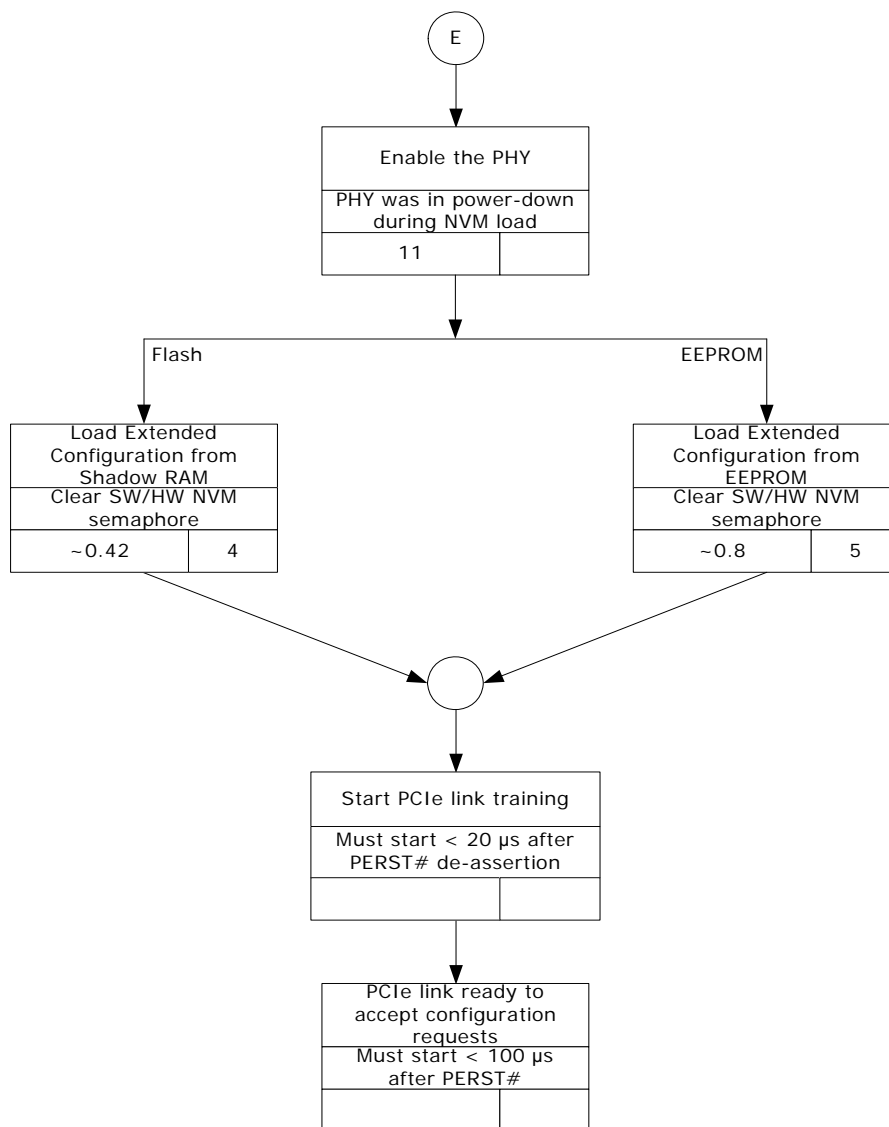 E
Enable the PHY
PHY was in power-down
during NVM load
11
Flash
EEPROM
Load Extended
Configuration from
Shadow RAM
Clear SW/HW NVM
semaphore
~0.42
4
Load Extended
Configuration from
EEPROM
Clear SW/HW NVM
semaphore
~0.8
5
Start PCIe link training
Must start < 20 µs after
PERST# de-assertion
PCIe link ready to
accept configuration
requests
Must start < 100 µs
after PERST#